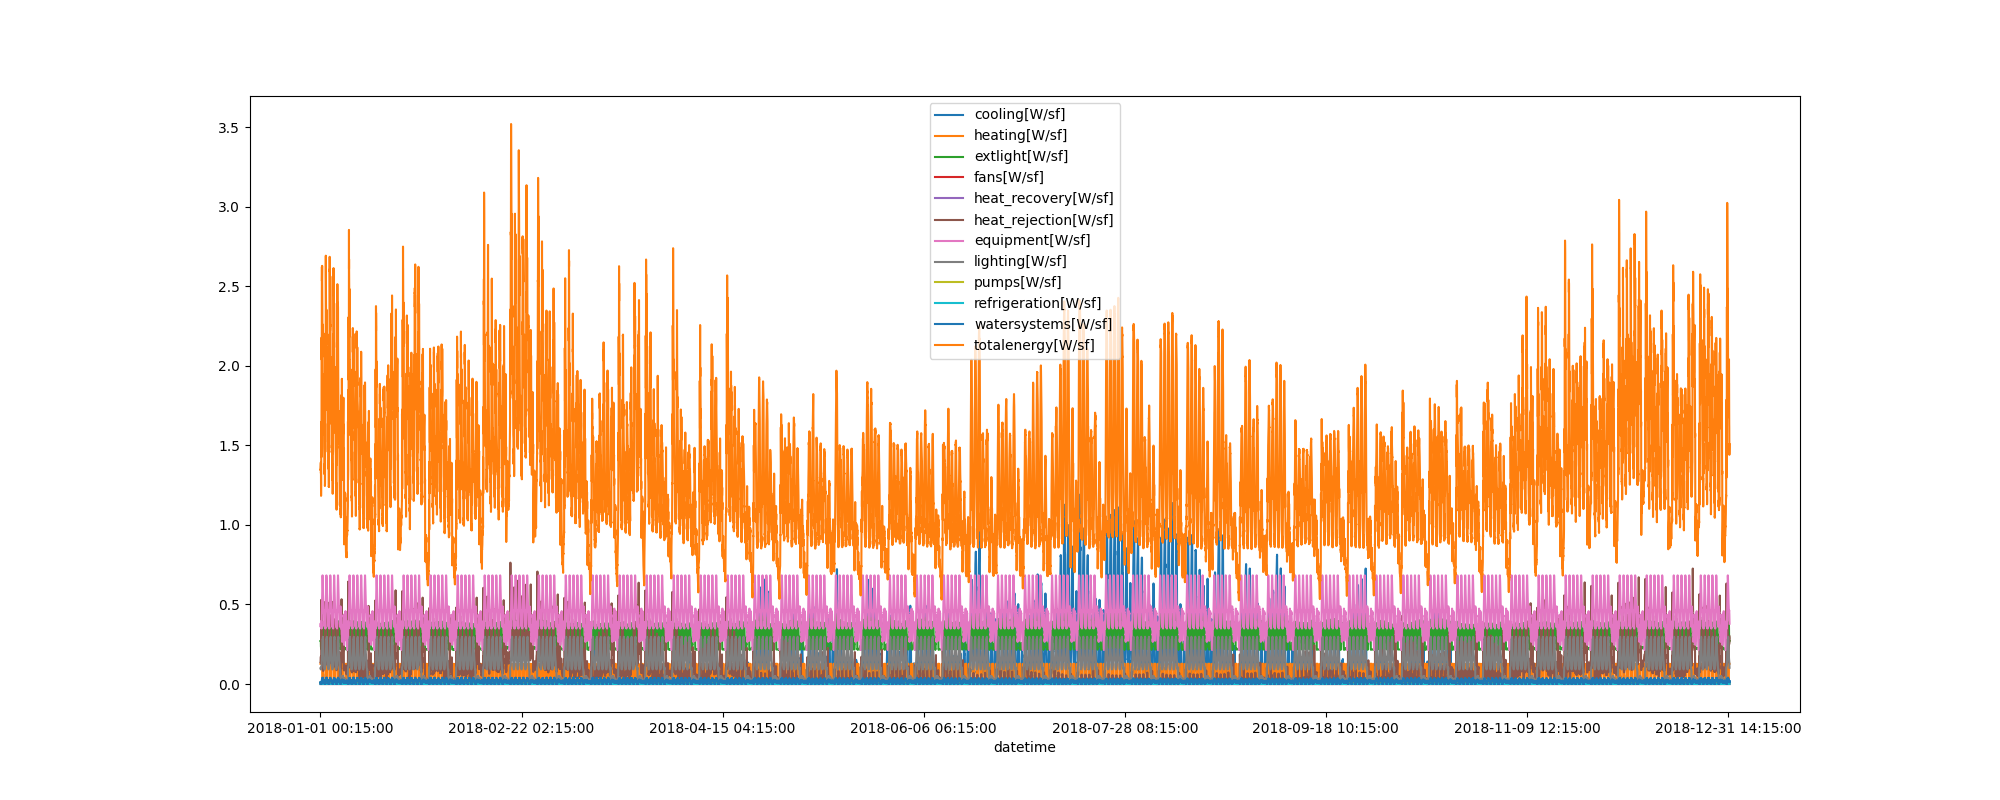 3.5
3.0
2.5
2.0
1.5
1.0
0.5
0.0
cooling[W/sf]
heating[W/sf]
extlight[W/sf]
fans[W/sf]
heat_recovery[W/sf]
heat_rejection[W/sf]
equipment[W/sf]
lighting[W/sf]
pumps[W/sf]
refrigeration[W/sf]
watersystems[W/sf]
totalenergy[W/sf]
2018-01-01 00:15:00 2018-02-22 02:15:00 2018-04-15 04:15:00 2018-06-06 06:15:00 2018-07-28 08:15:00 2018-09-18 10:15:00 2018-11-09 12:15:00 2018-12-31 14:15:00
datetime